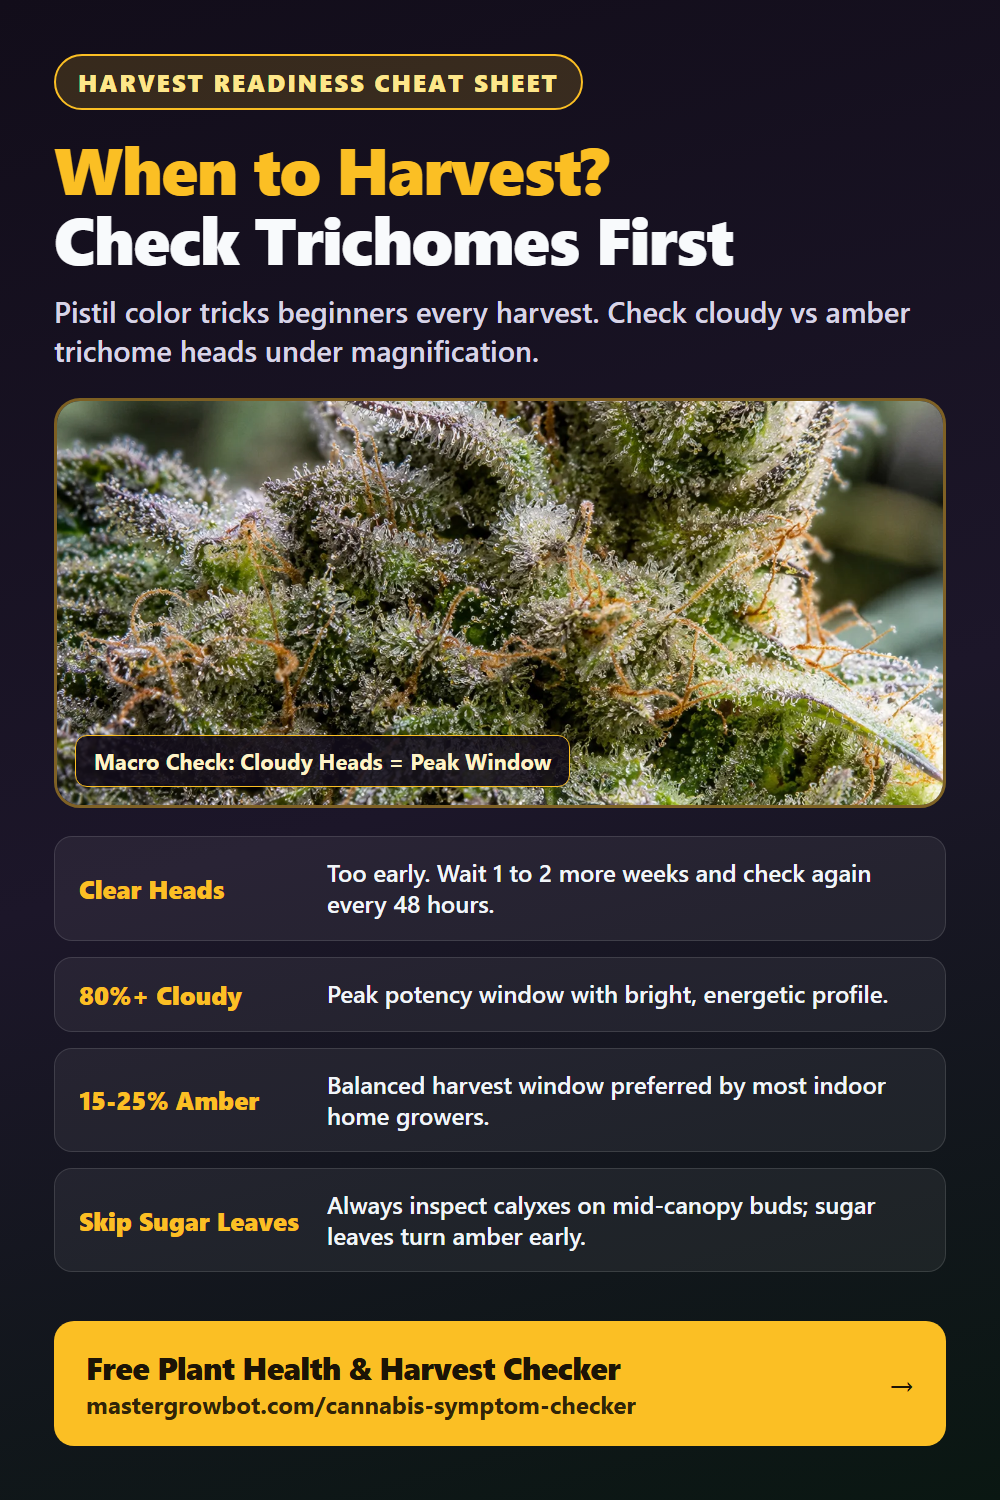 HARVEST READINESS CHEAT SHEET
When to Harvest?
Check Trichomes First
Pistil color tricks beginners every harvest. Check cloudy vs amber
trichome heads under magnification.
Macro Check: Cloudy Heads = Peak Window
Clear Heads
Too early. Wait 1 to 2 more weeks and check again
every 48 hours.
80%+ Cloudy
Peak potency window with bright, energetic profile.
15-25% Amber
Balanced harvest window preferred by most indoor
home growers.
Skip Sugar Leaves
Always inspect calyxes on mid-canopy buds; sugar
leaves turn amber early.
Free Plant Health & Harvest Checker
mastergrowbot.com/cannabis-symptom-checker
→